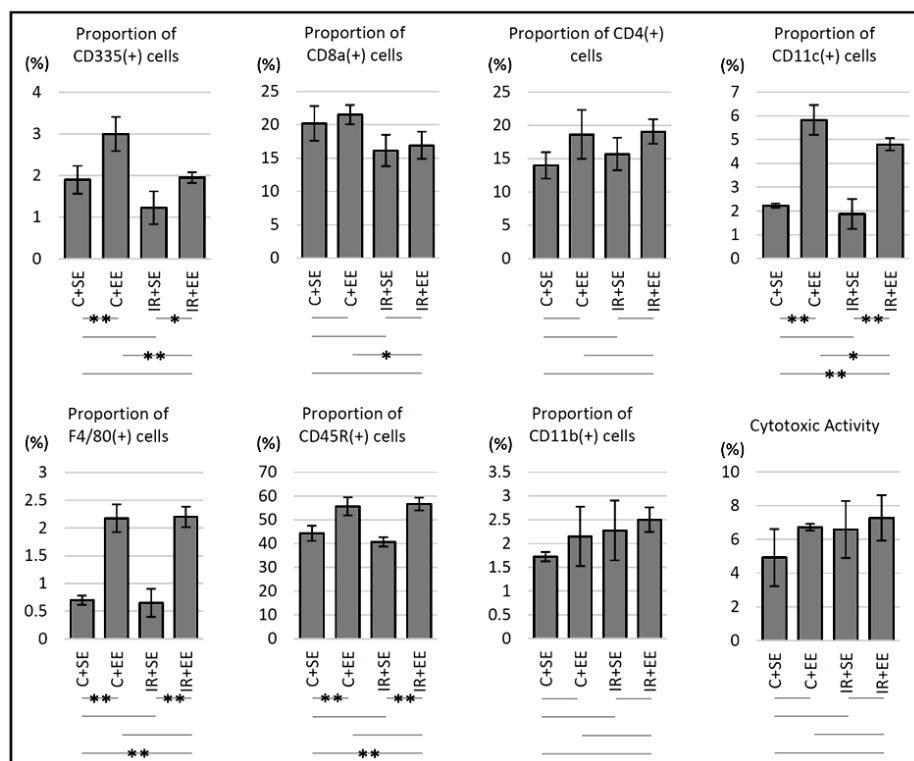 Proportion of
CD335(+) cells
(%)
4
3
2
1
0
C+SE
C+EE
IR+SE
IR+EE
**
*
**
Proportion of
CD8a(+) cells
(%)
25
20
15
10
5
0
C+SE
C+EE
IR+SE
IR+EE
*
Proportion of CD4(+)
cells
(%)
25
20
15
10
5
0
C+SE
C+EE
IR+SE
IR+EE
Proportion of
CD11c(+) cells
(%)
7
6
5
4
3
2
1
0
C+SE
C+EE
IR+SE
IR+EE
**
**
*
**
Proportion of
F4/80(+) cells
(%)
3
2.5
2
1.5
1
0.5
0
C+SE
C+EE
IR+SE
IR+EE
**
**
**
Proportion of
CD45R(+) cells
(%)
70
60
50
40
30
20
10
0
C+SE
C+EE
IR+SE
IR+EE
**
**
**
Proportion of
CD11b(+) cells
(%)
3.5
3
2.5
2
1.5
1
0.5
0
C+SE
C+EE
IR+SE
IR+EE
Cytotoxic Activity
(%)
10
8
6
4
2
0
C+SE
C+EE
IR+SE
IR+EE